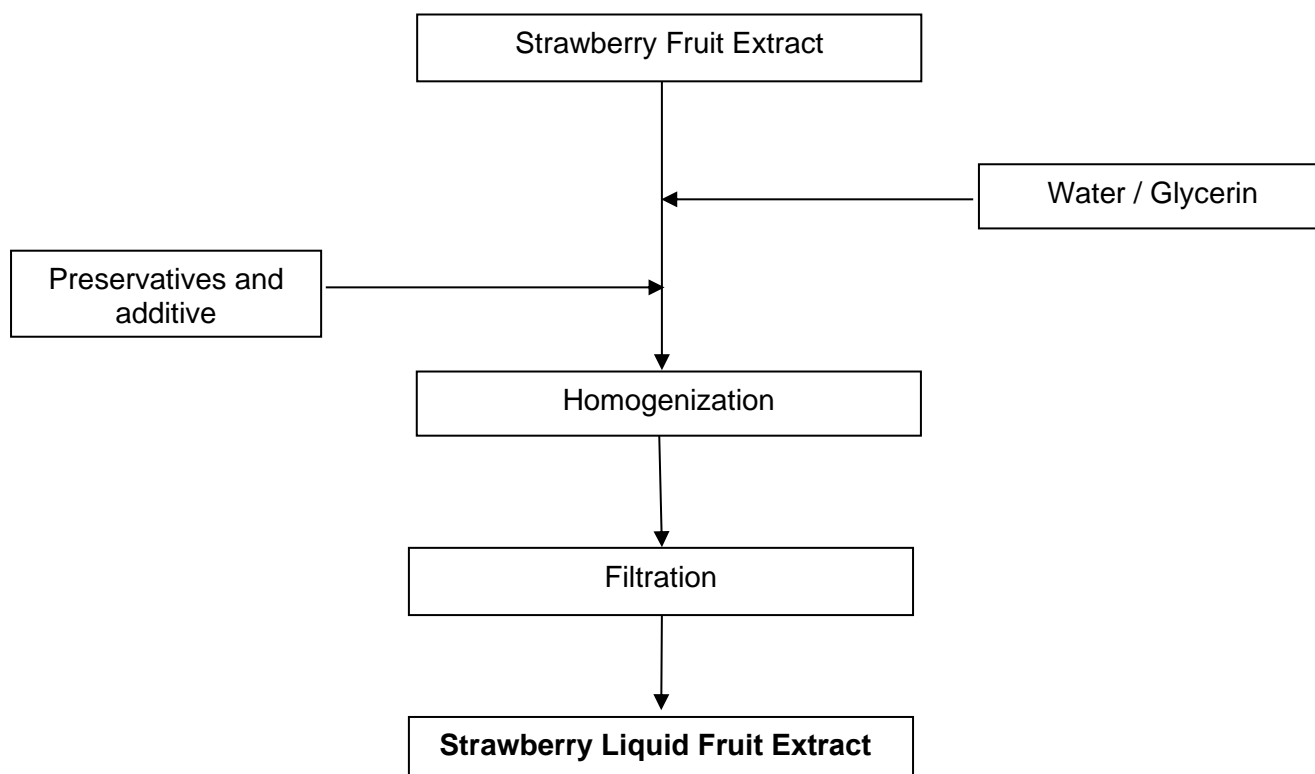 Strawberry Fruit Extract
Water / Glycerin
Preservatives and
additive
Homogenization
Filtration
Strawberry Liquid Fruit Extract